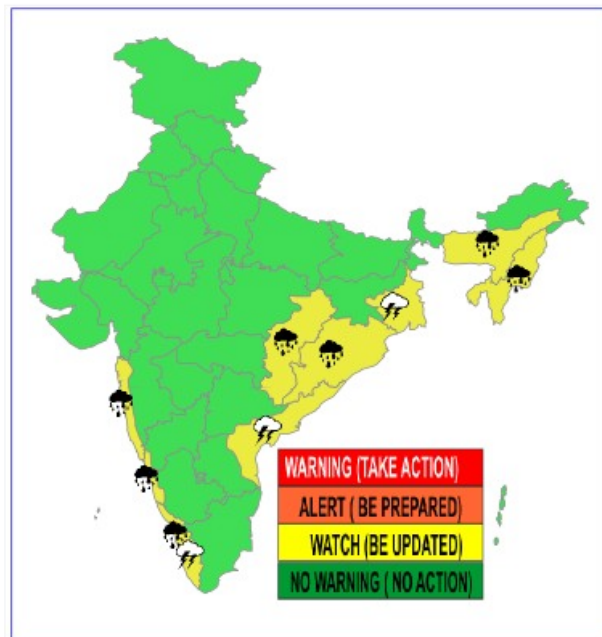 WARNING (TAKE ACTION)
ALERT ( BE PREPARED)
WATCH (BE UPDATED)
NO WARNING ( NO ACTION)